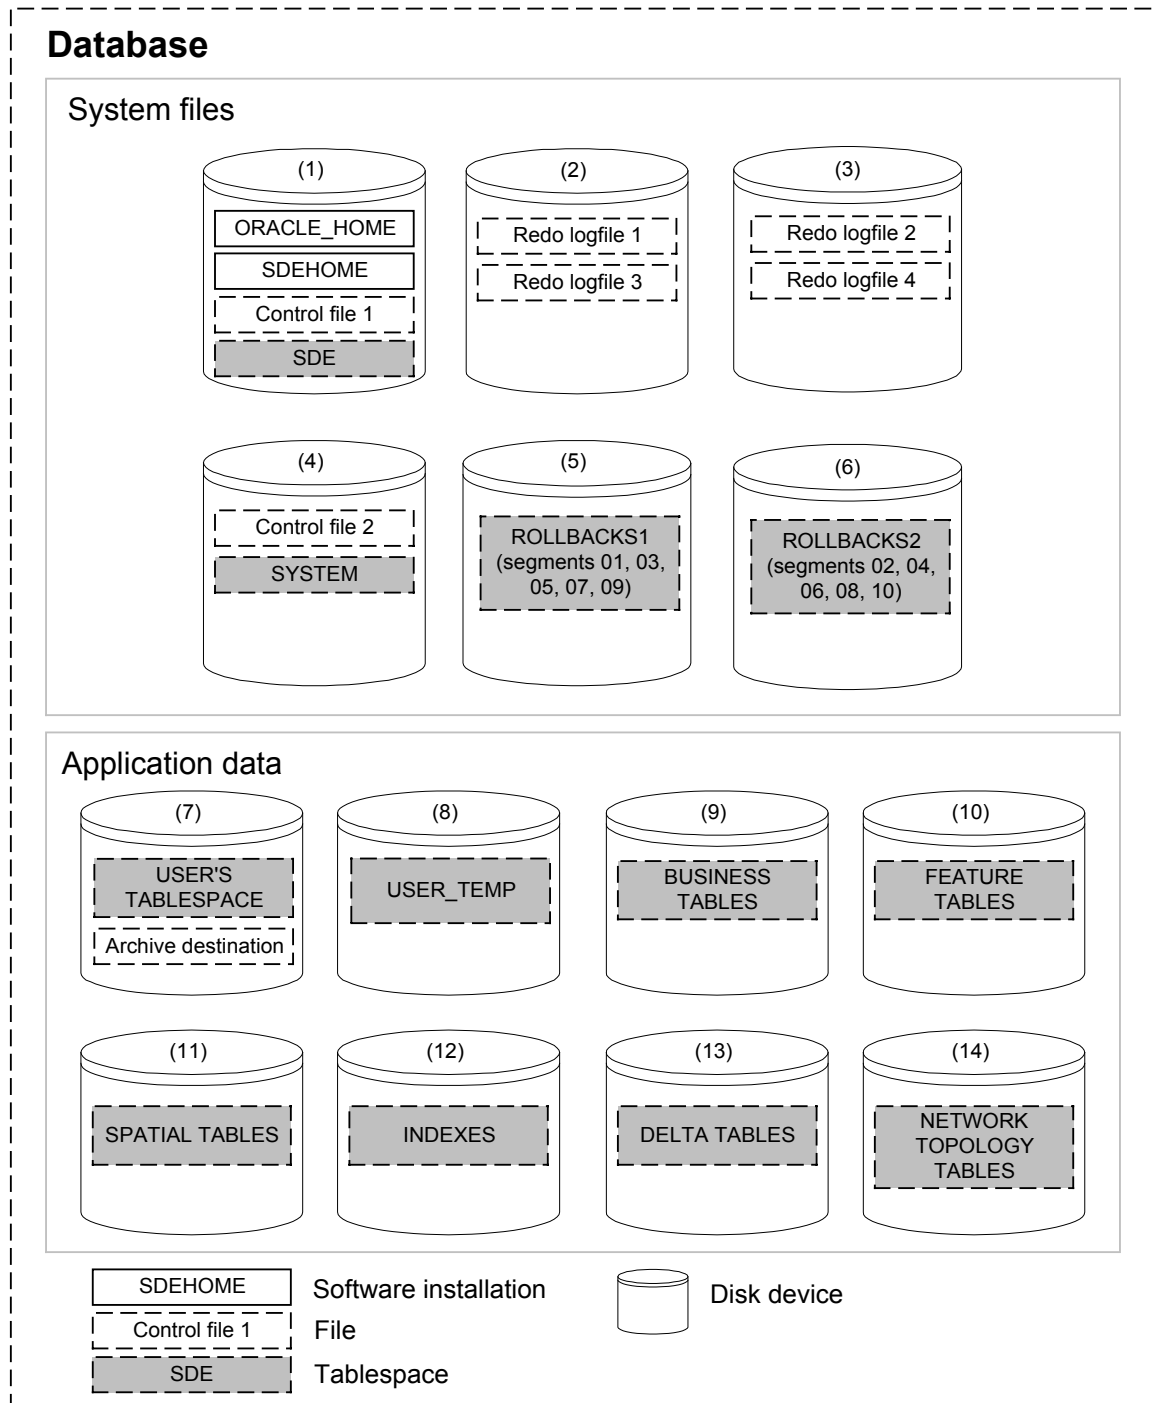 Database
System files
(1)
ORACLE_HOME
SDEHOME
Control file 1
SDE
(2)
Redo logfile 1
Redo logfile 3
(3)
Redo logfile 2
Redo logfile 4
(4)
Control file 2
SYSTEM
(5)
ROLLBACKS1
(segments 01, 03,
05, 07, 09)
(6)
ROLLBACKS2
(segments 02, 04,
06, 08, 10)
Application data
(7)
USER'S
TABLESPACE
Archive destination
(8)
USER_TEMP
(9)
BUSINESS
TABLES
(10)
FEATURE
TABLES
(11)
SPATIAL TABLES
(12)
INDEXES
(13)
DELTA TABLES
(14)
NETWORK
TOPOLOGY
TABLES
SDEHOME
Software installation
Control file 1
File
SDE
Tablespace
Disk device